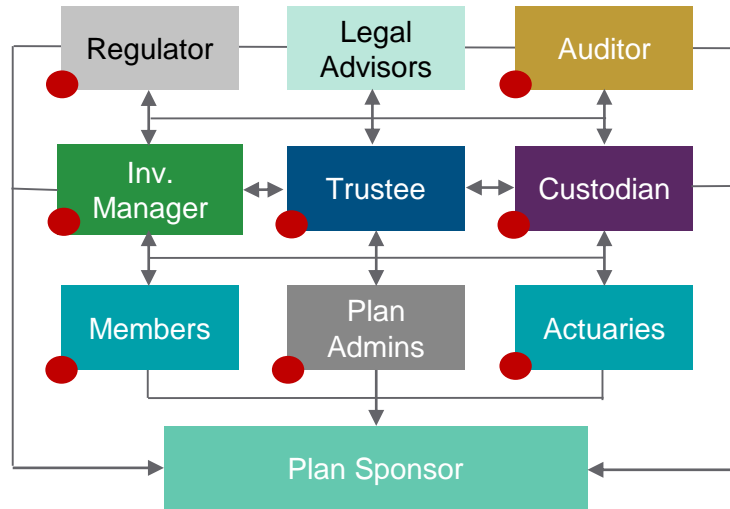 Regulator
Legal
Advisors
Auditor
Inv.
Manager
Trustee
Custodian
Members
Plan
Admins
Actuaries
Plan Sponsor